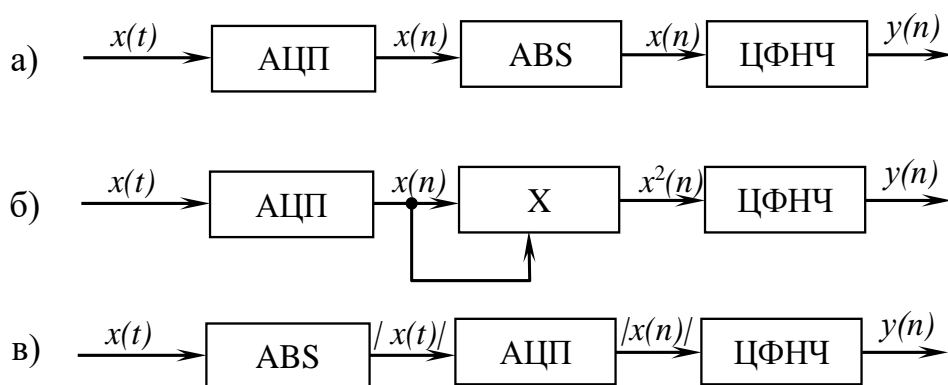 а) x(t) АЦП x(n) ABS x(n) ЦФНЧ y(n)
б) x(t) АЦП x(n) X x²(n) ЦФНЧ y(n)
в) x(t) ABS |x(t)| АЦП |x(n)| ЦФНЧ y(n)